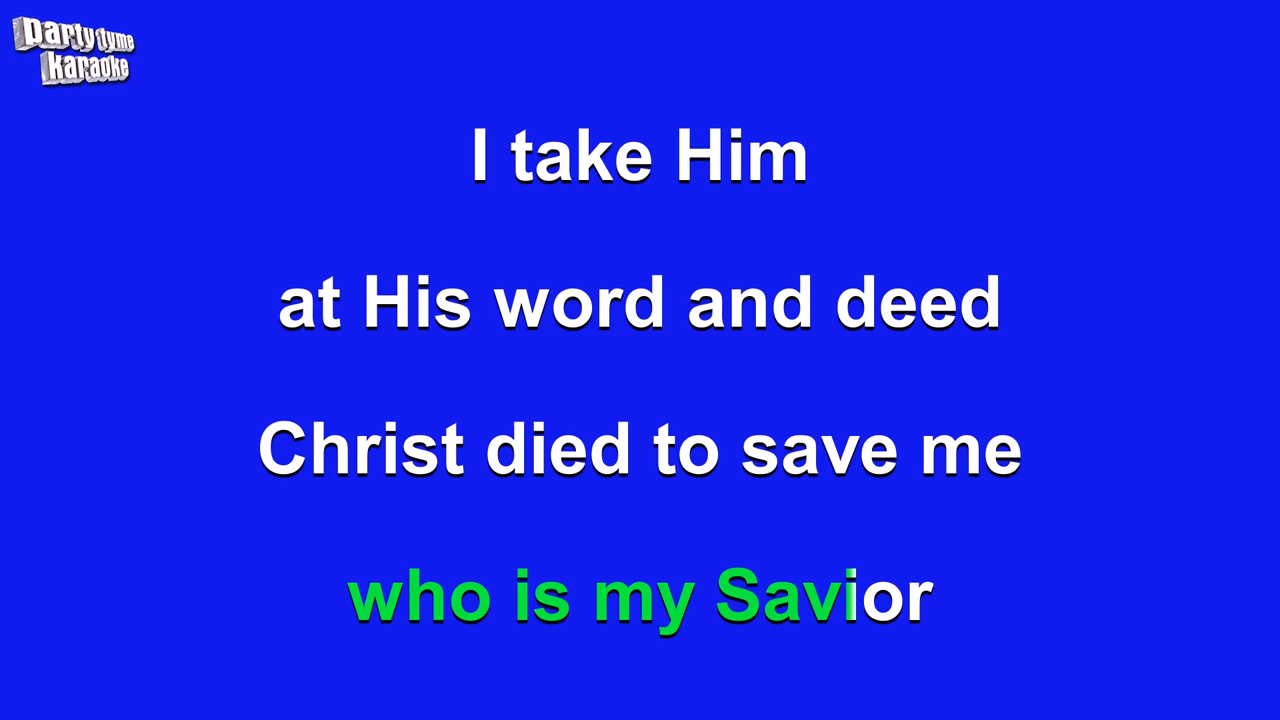 party tyme
karaoke
I take Him
at His word and deed
Christ died to save me
who is my Savior